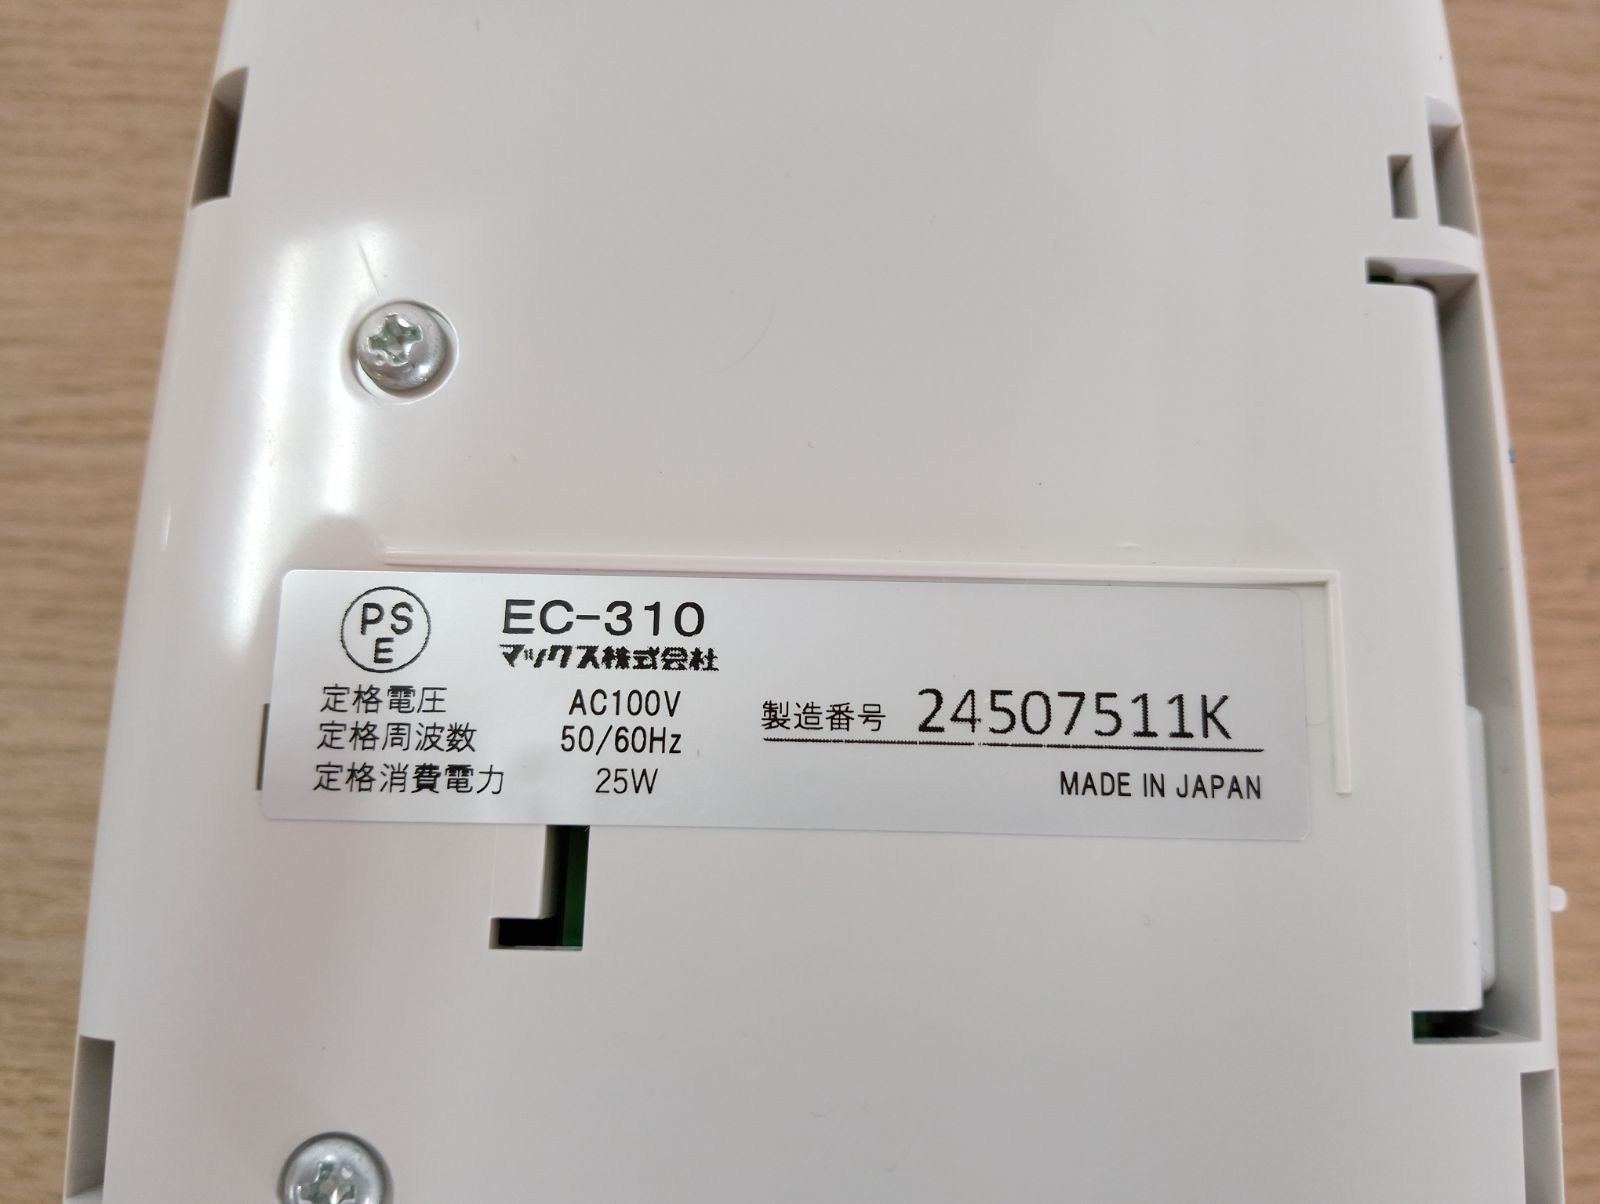 PS
E
EC-310
マックス株式会社
定格電圧 AC100V
定格周波数 50/60Hz
定格消費電力 25W
製造番号 24507511K
MADE IN JAPAN